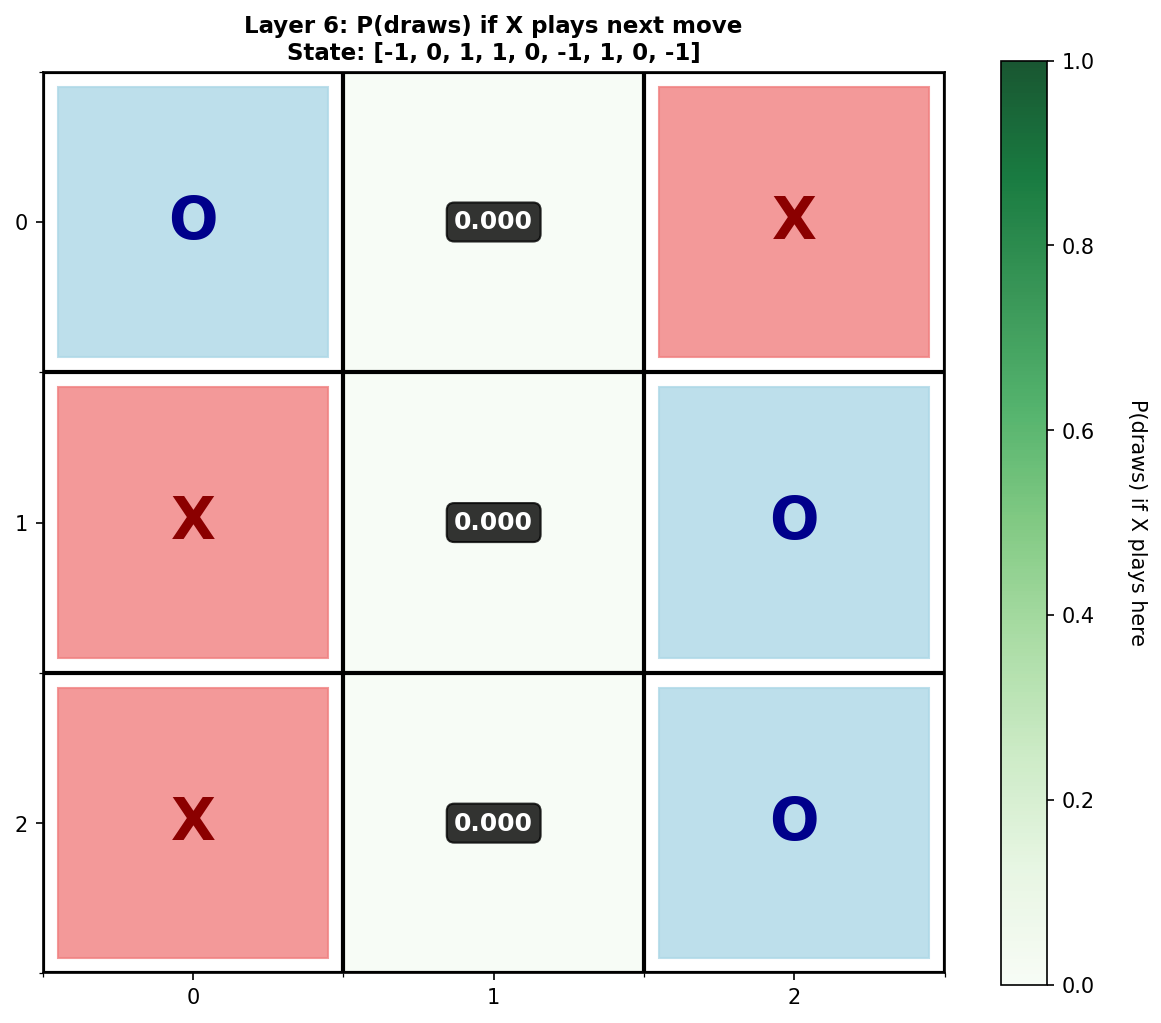 Layer 6: P(draws) if X plays next move
State: [-1, 0, 1, 1, 0, -1, 1, 0, -1]
O
0.000
X
X
0.000
O
X
0.000
O
0
1
2
0
1
2
1.0
0.8
0.6
0.4
0.2
0.0
P(draws) if X plays here